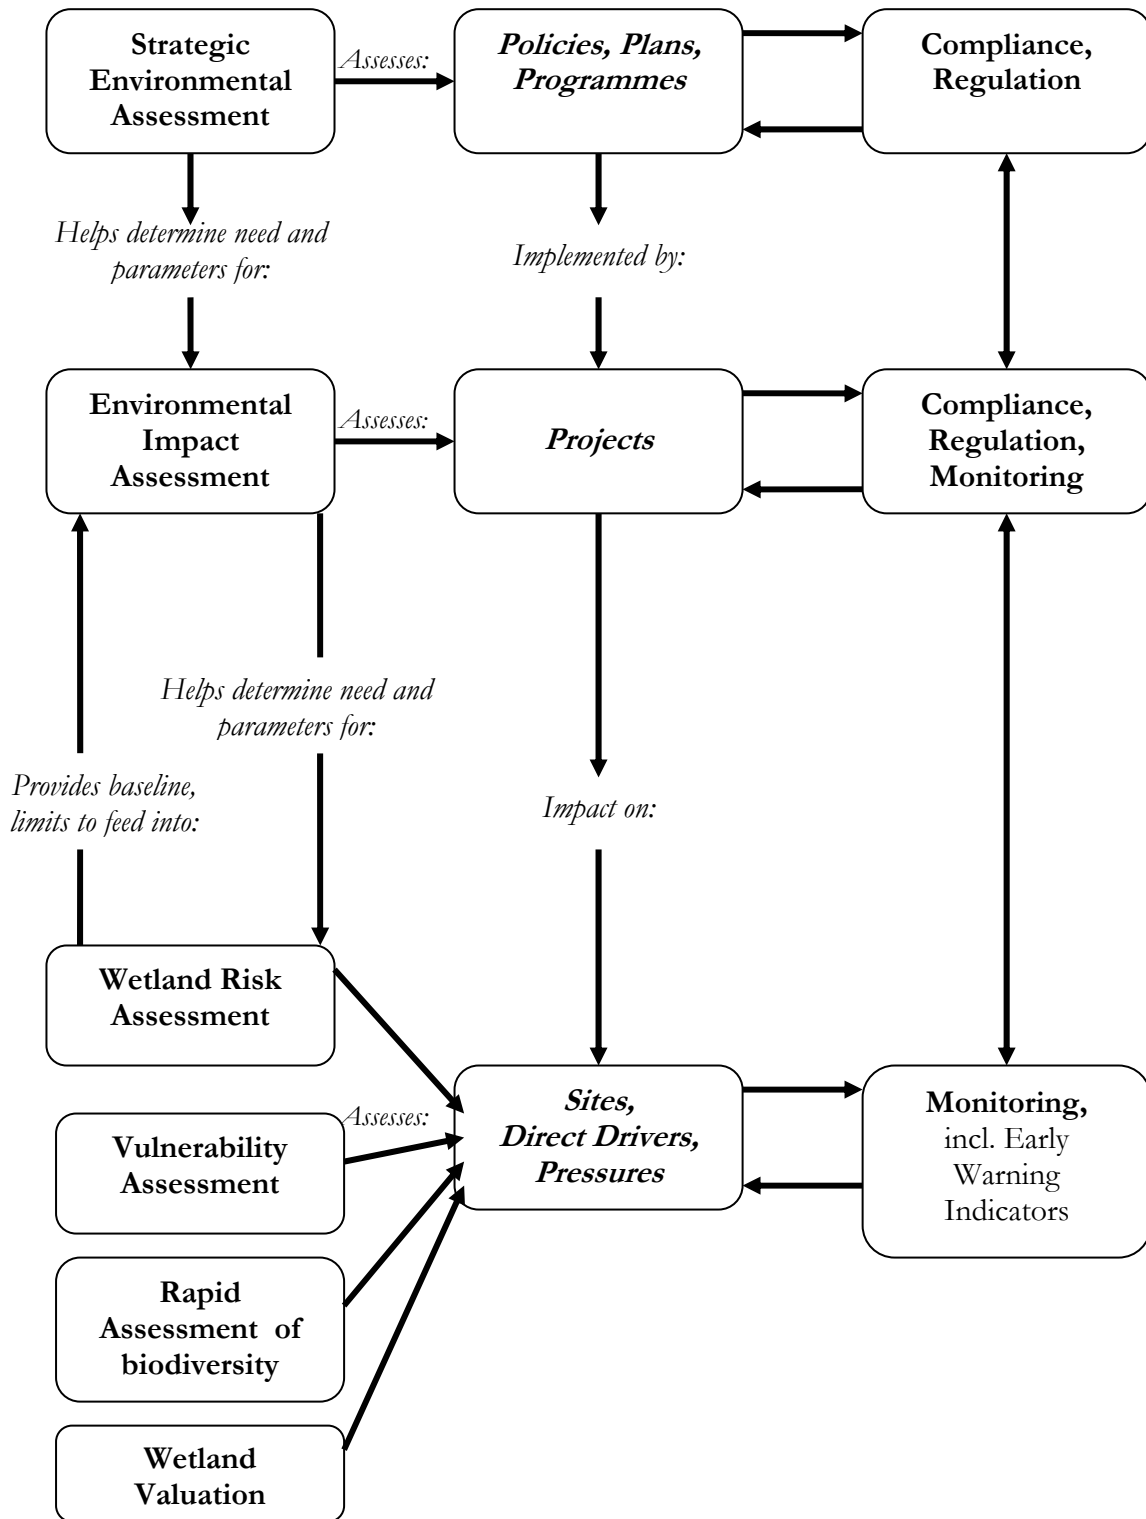 Strategic
Environmental
Assessment
Assesses:
Policies, Plans,
Programmes
Compliance,
Regulation
Helps determine need and
parameters for:
Implemented by:
Environmental
Impact
Assessment
Assesses:
Projects
Compliance,
Regulation,
Monitoring
Helps determine need and
parameters for:
Provides baseline,
limits to feed into:
Impact on:
Wetland Risk
Assessment
Assesses:
Sites,
Direct Drivers,
Pressures
Monitoring,
incl. Early
Warning
Indicators
Vulnerability
Assessment
Rapid
Assessment of
biodiversity
Wetland
Valuation